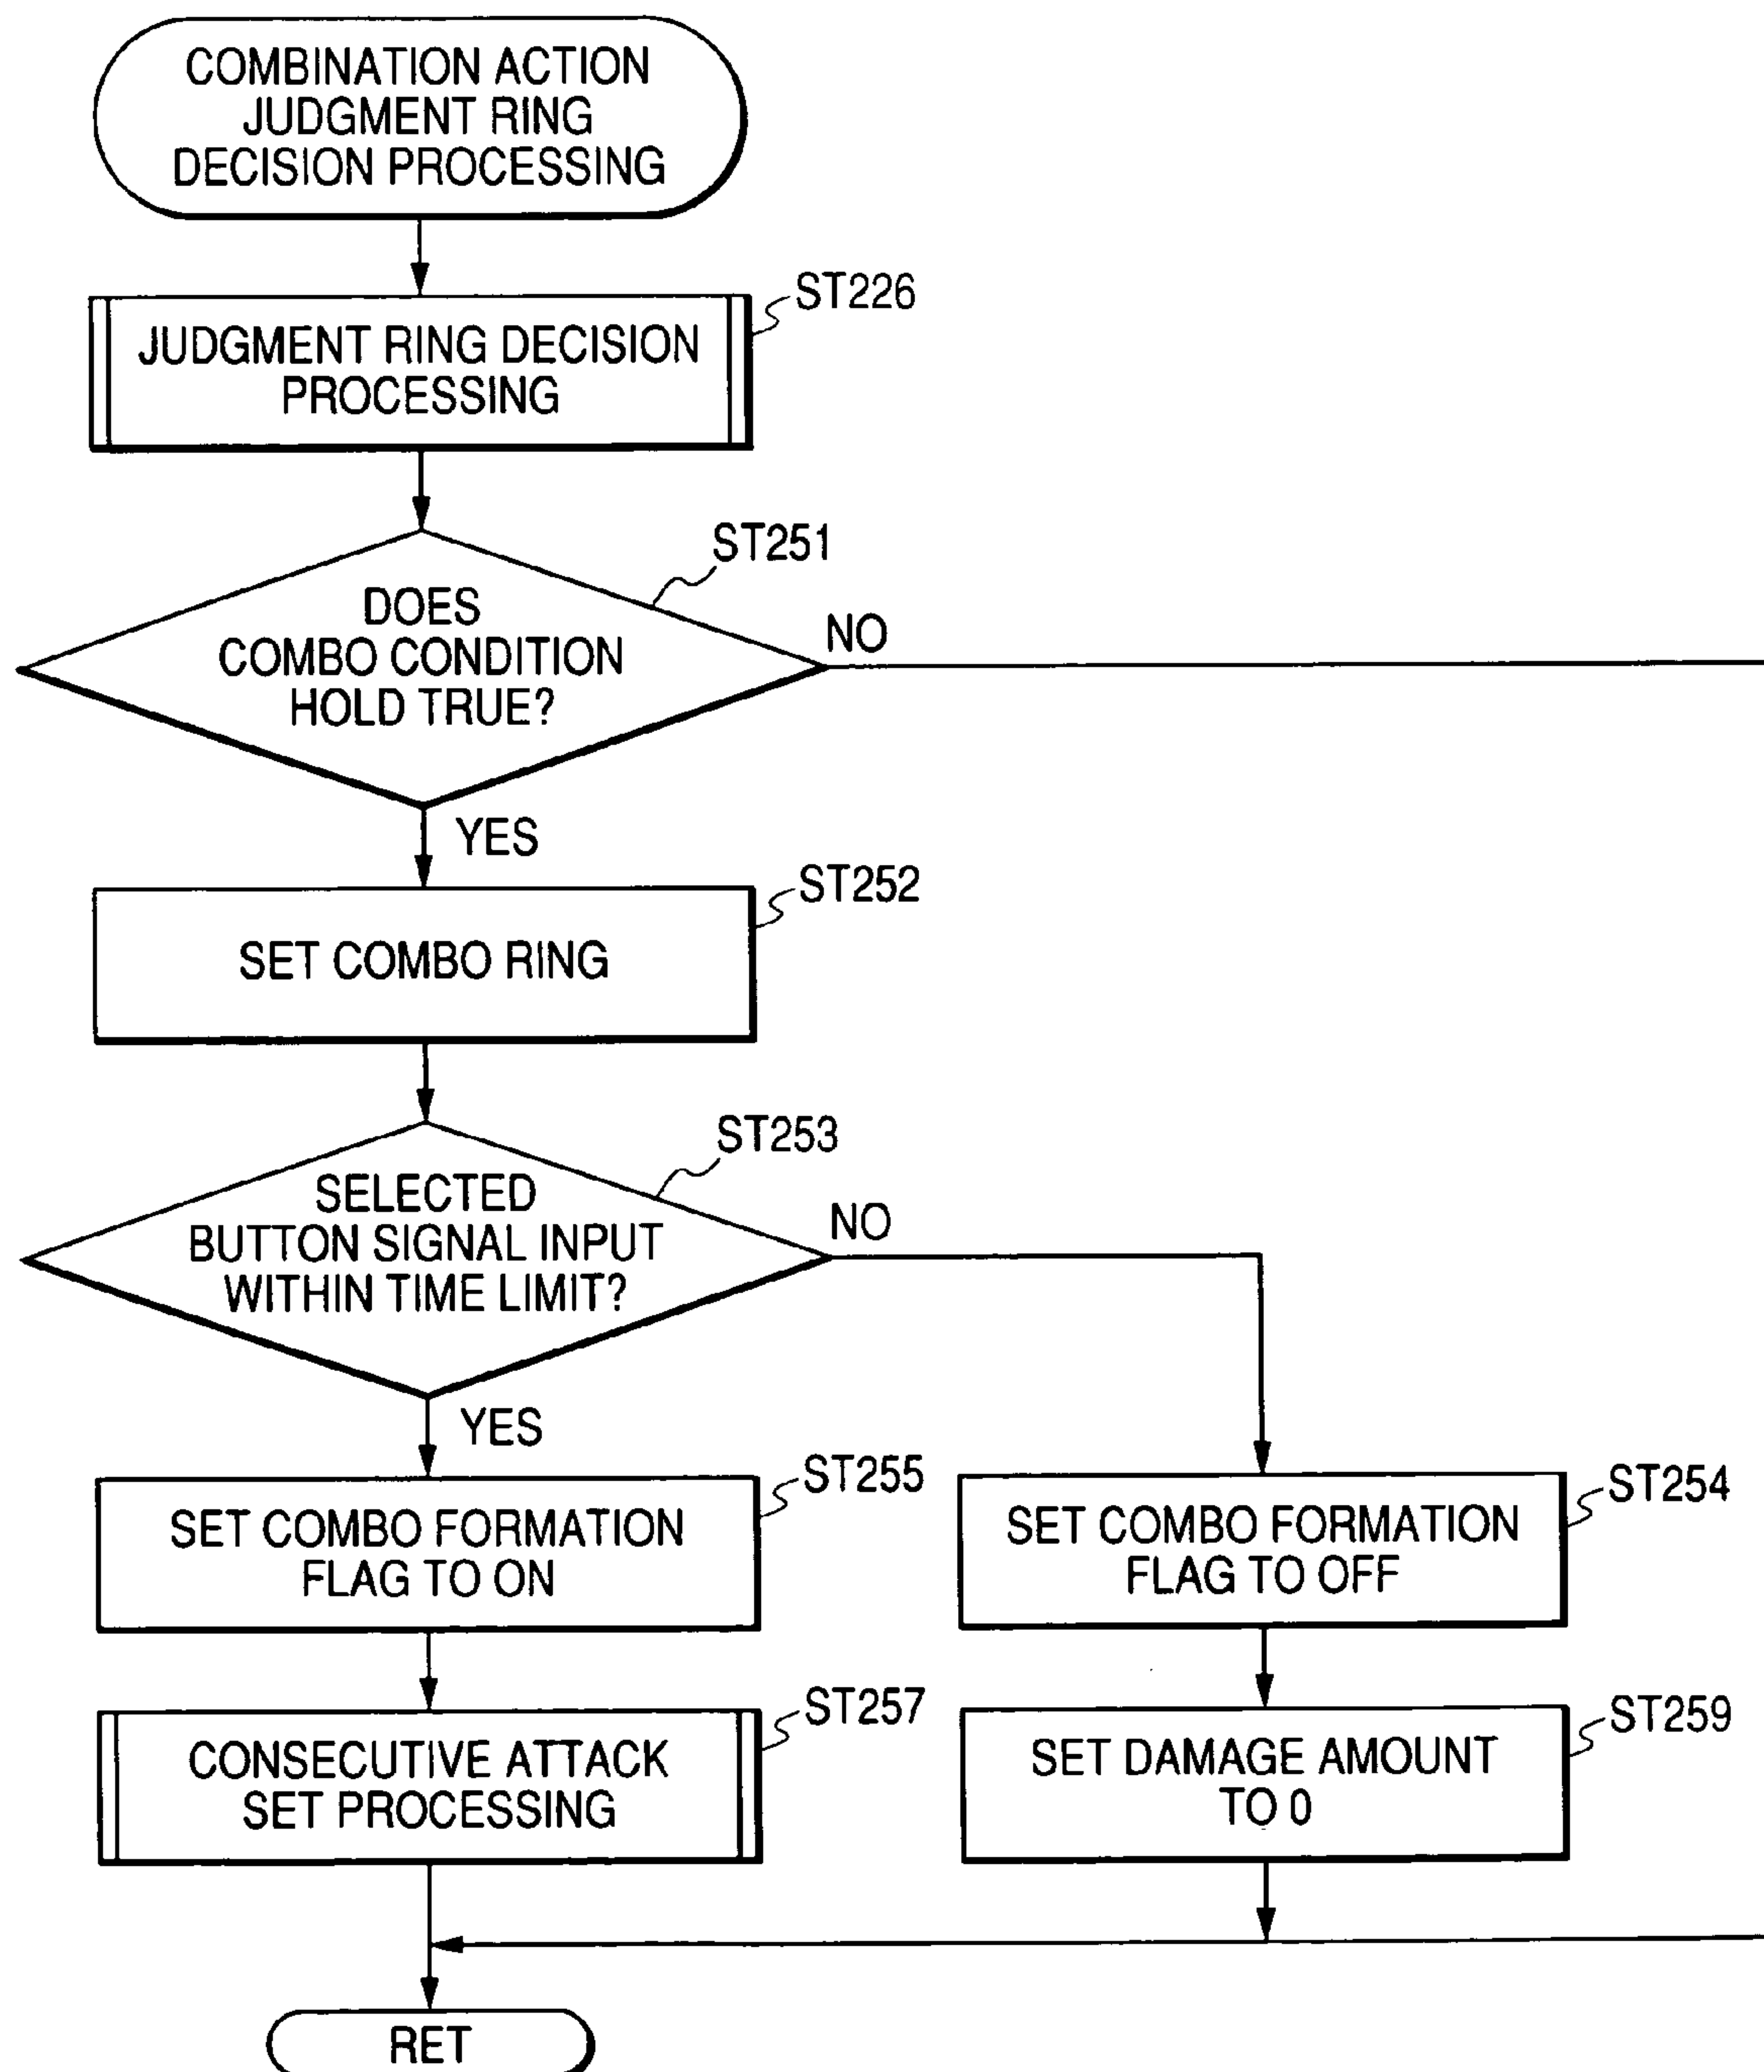 COMBINATION ACTION
JUDGMENT RING
DECISION PROCESSING
ST226
JUDGMENT RING DECISION
PROCESSING
ST251
DOES
COMBO CONDITION
HOLD TRUE?
NO
YES
ST252
SET COMBO RING
ST253
SELECTED
BUTTON SIGNAL INPUT
WITHIN TIME LIMIT?
NO
YES
ST255
SET COMBO FORMATION
FLAG TO ON
ST254
SET COMBO FORMATION
FLAG TO OFF
ST257
CONSECUTIVE ATTACK
SET PROCESSING
ST259
SET DAMAGE AMOUNT
TO 0
RET